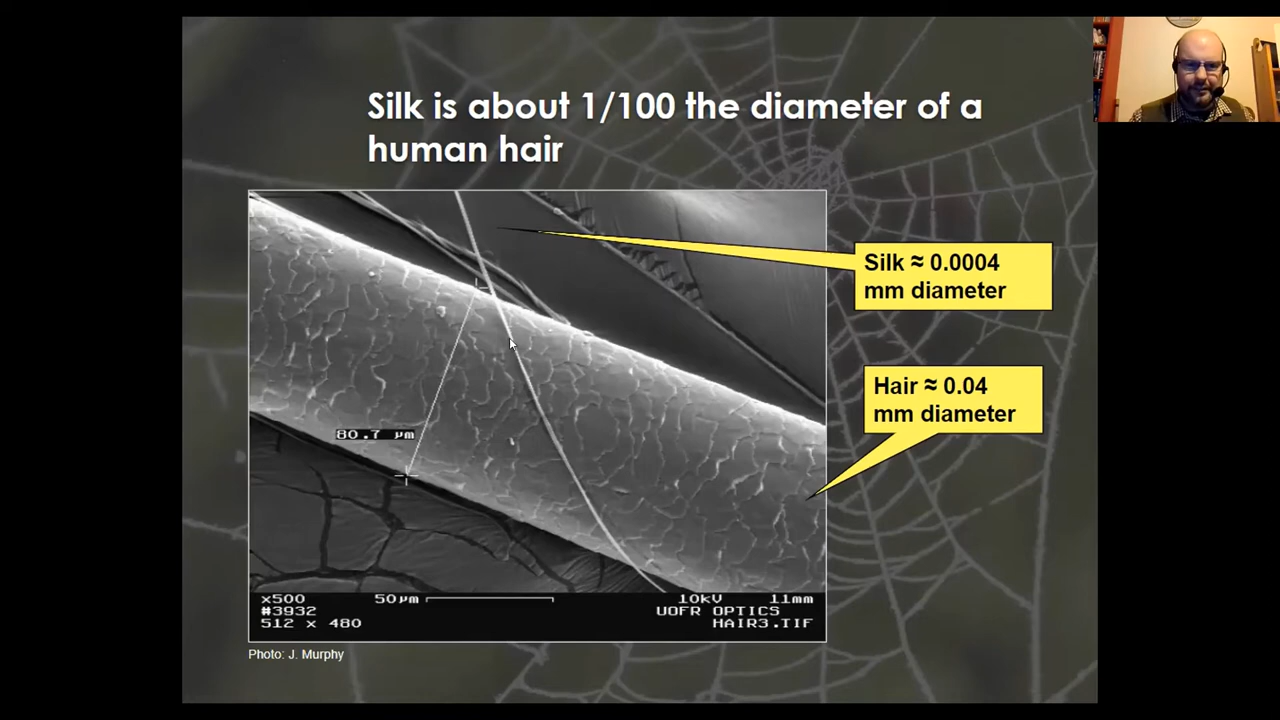 Silk is about 1/100 the diameter of a
human hair
Silk ≈ 0.0004
mm diameter
Hair ≈ 0.04
mm diameter
80.7 µm
x500 50µm 10kV 11mm
#3932 UOFR OPTICS
512 x 480 HAIR3.TIF
Photo: J. Murphy